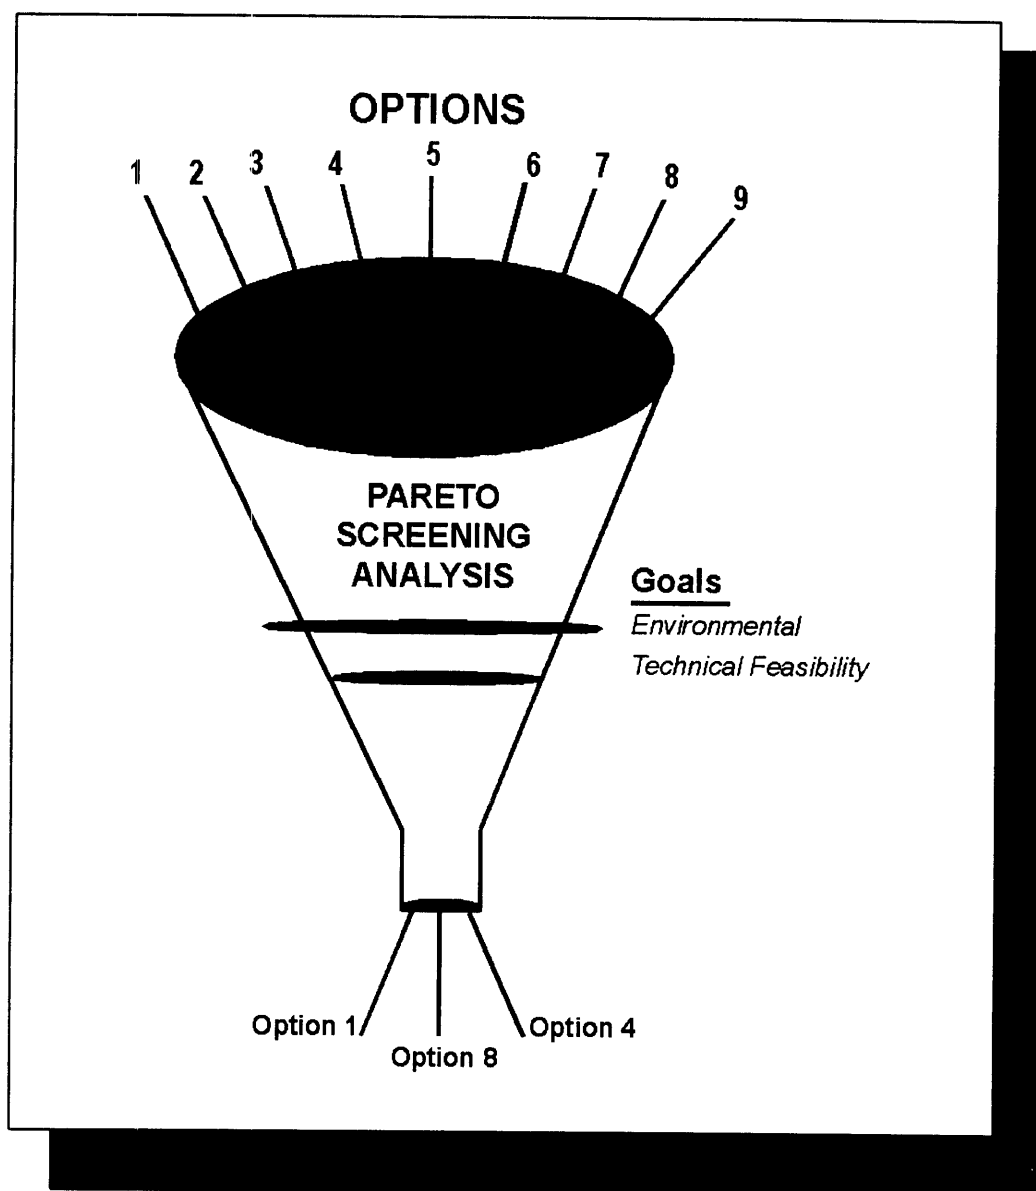 OPTIONS
1 2 3 4 5 6 7 8 9
PARETO
SCREENING
ANALYSIS
Goals
Environmental
Technical Feasibility
Option 1
Option 8
Option 4